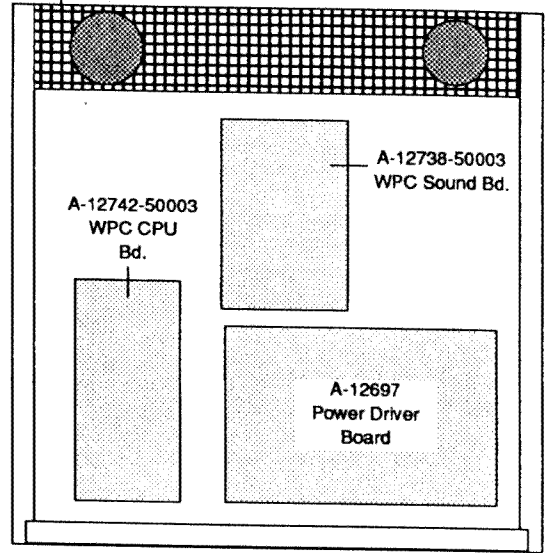 A-12738-50003
WPC Sound Bd.
A-12742-50003
WPC CPU
Bd.
A-12697
Power Driver
Board